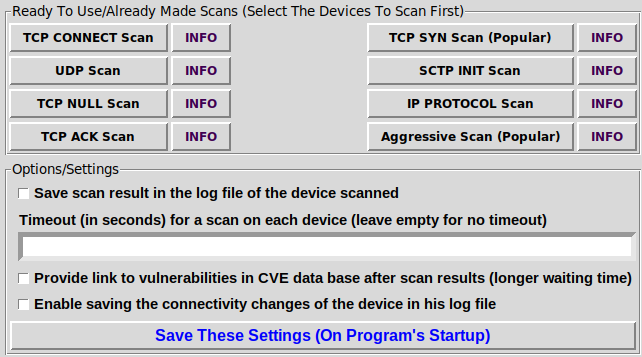 Ready To Use/Already Made Scans (Select The Devices To Scan First)
TCP CONNECT Scan INFO TCP SYN Scan (Popular) INFO
UDP Scan INFO SCTP INIT Scan INFO
TCP NULL Scan INFO IP PROTOCOL Scan INFO
TCP ACK Scan INFO Aggressive Scan (Popular) INFO
Options/Settings
Save scan result in the log file of the device scanned
Timeout (in seconds) for a scan on each device (leave empty for no timeout)
Provide link to vulnerabilities in CVE data base after scan results (longer waiting time)
Enable saving the connectivity changes of the device in his log file
Save These Settings (On Program's Startup)